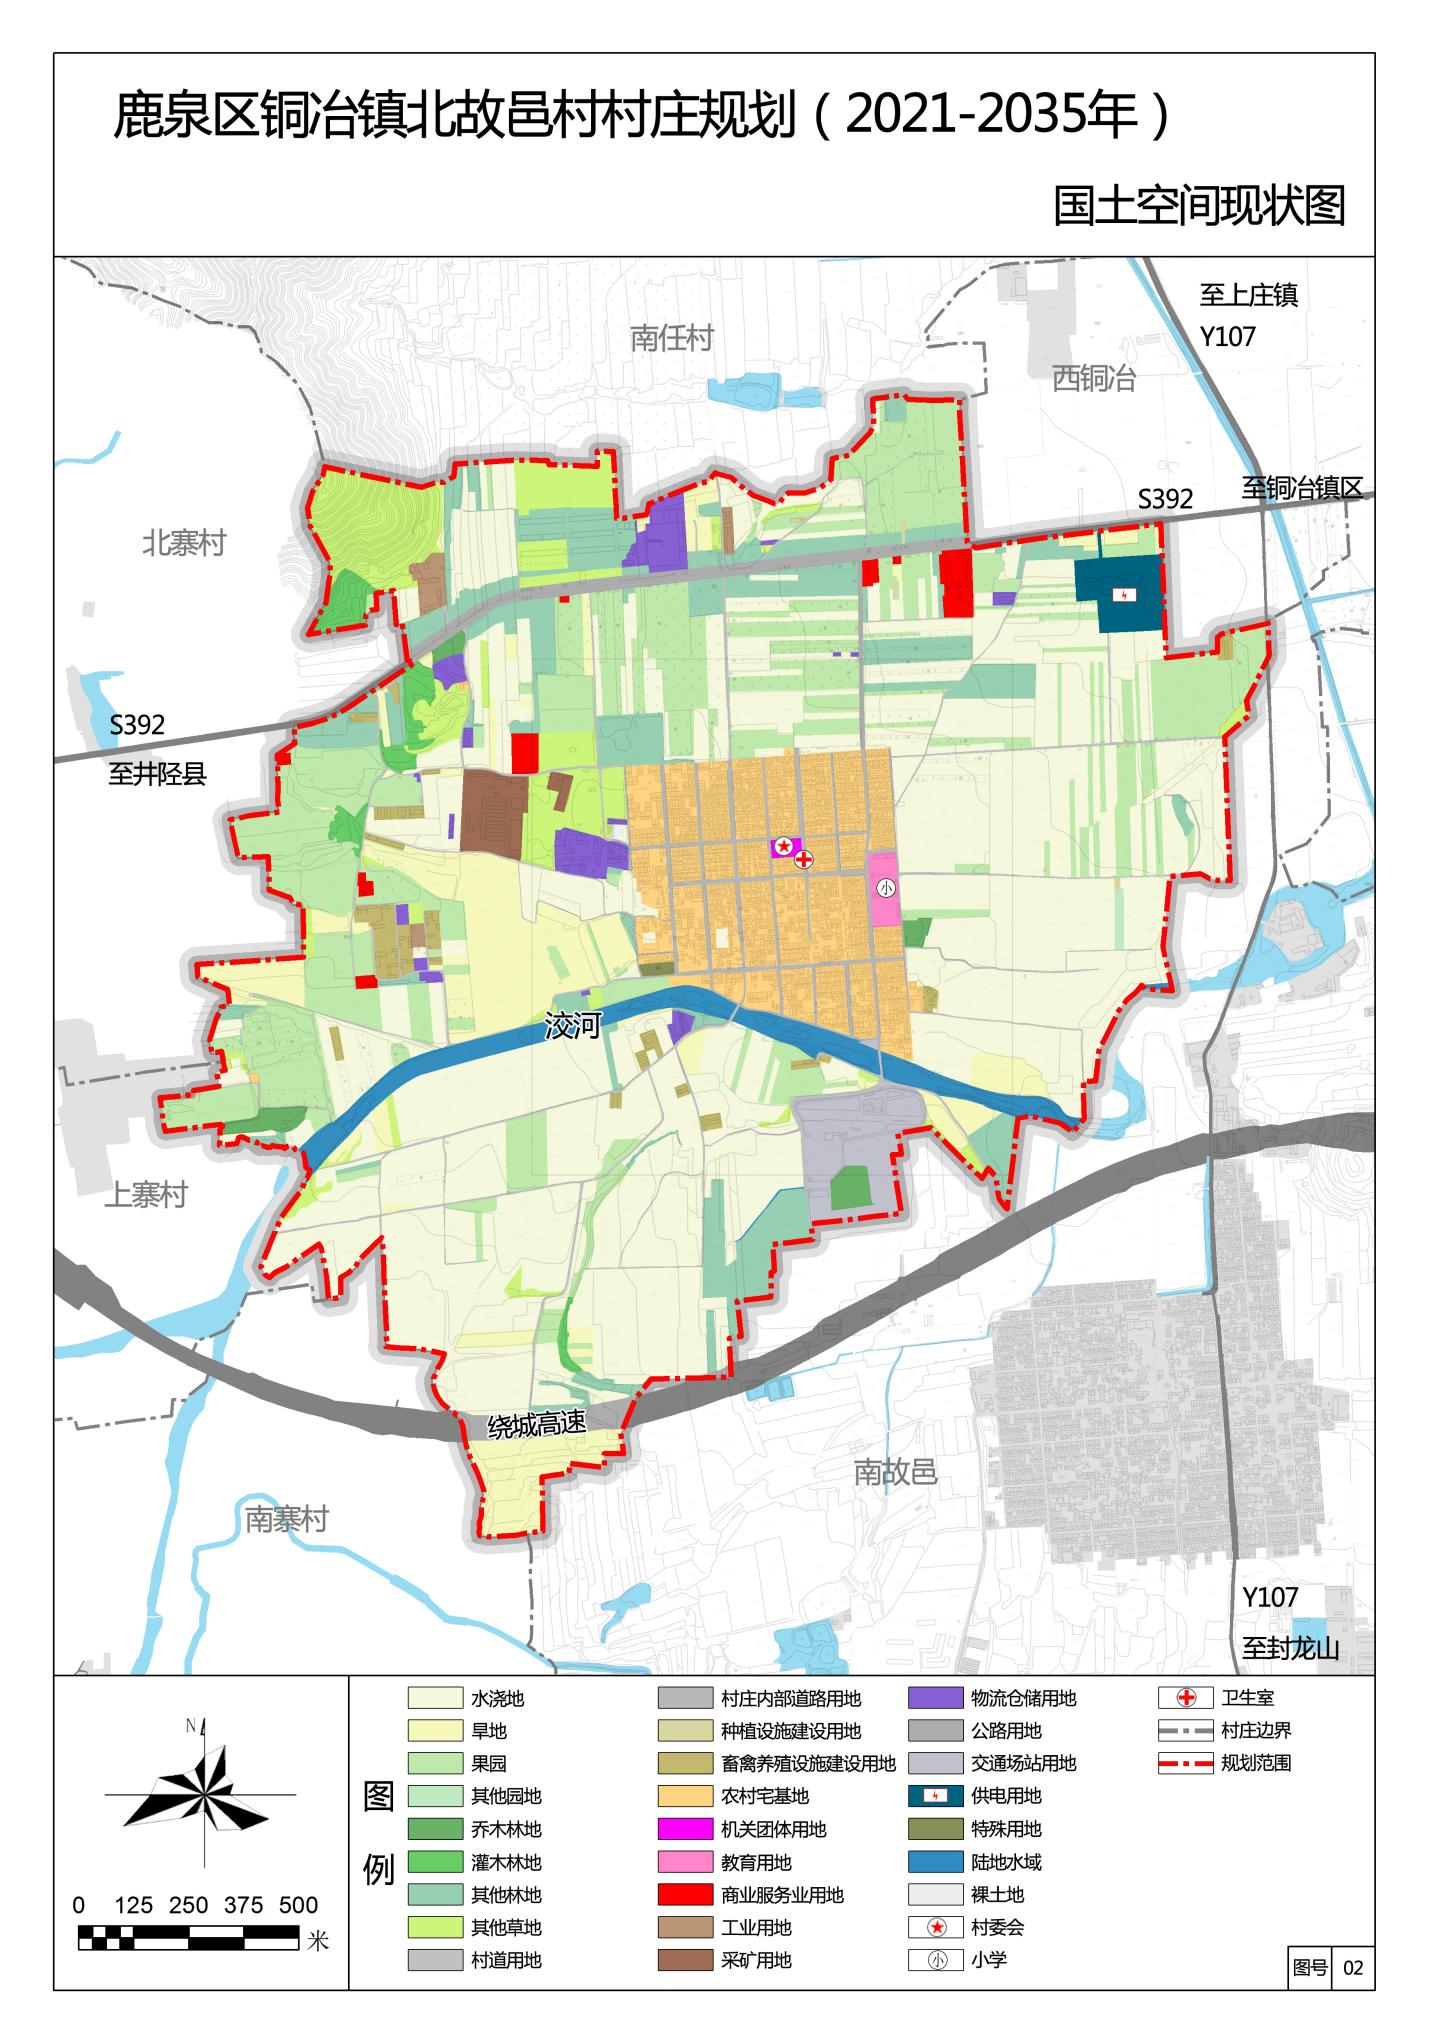 鹿泉区铜冶镇北故邑村村庄规划（2021-2035年）
国土空间现状图
至上庄镇
Y107
南任村
西铜冶
至铜冶镇区
S392
北寨村
S392
至井陉县
小
洨河
上寨村
绕城高速
南故邑
南寨村
Y107
至封龙山
N
0 125 250 375 500
米
图例
水浇地
旱地
果园
其他园地
乔木林地
灌木林地
其他林地
其他草地
村道用地
村庄内部道路用地
种植设施建设用地
畜禽养殖设施建设用地
农村宅基地
机关团体用地
教育用地
商业服务业用地
工业用地
采矿用地
物流仓储用地
公路用地
交通场站用地
供电用地
特殊用地
陆地水域
裸土地
村委会
小 小学
卫生室
村庄边界
规划范围
图号 02